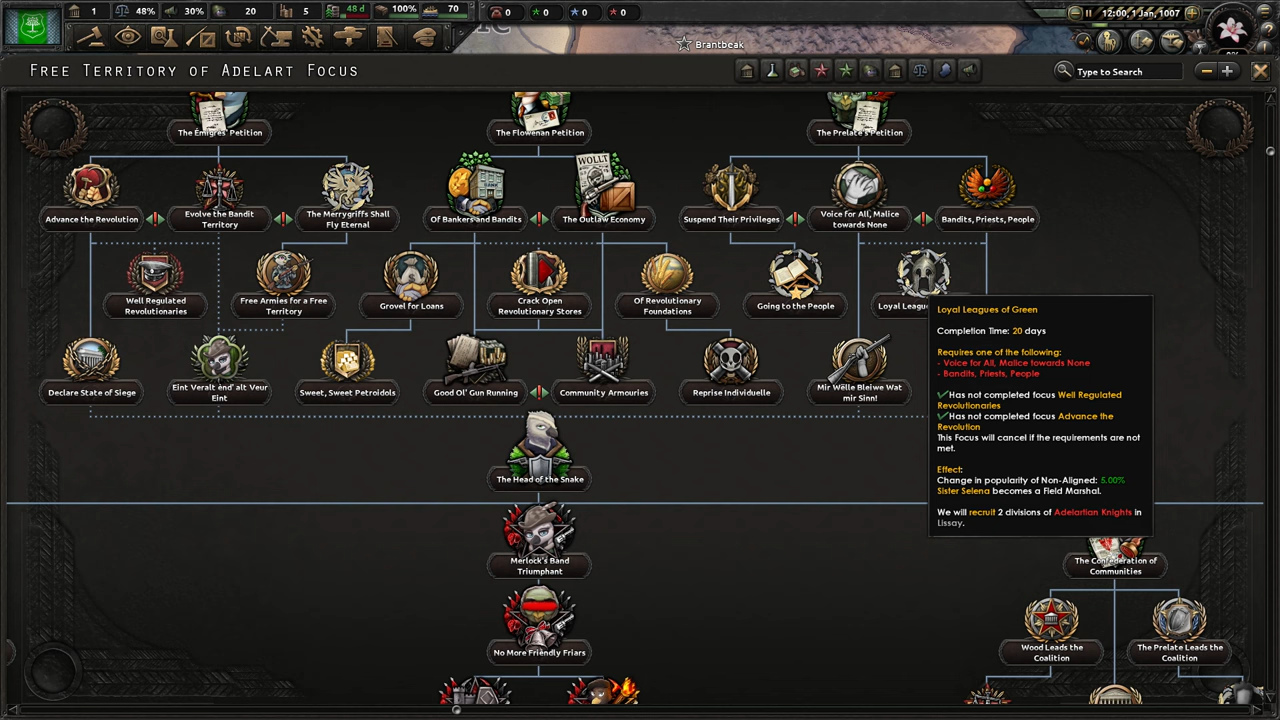 1 48% 30% 20 5 48 d 100% 70 0 0 0 0 12:00, 1 Jan, 1007
Brantbeak
Free Territory of Adelart Focus
Type to Search
The Émigrés' Petition
The Flowenan Petition
The Prelate's Petition
WOLLT
Advance the Revolution
Evolve the Bandit
Territory
The Merrygriffs Shall
Fly Eternal
Of Bankers and Bandits
The Outlaw Economy
Suspend Their Privileges
Voice for All, Malice
towards None
Bandits, Priests, People
Well Regulated
Revolutionaries
Free Armies for a Free
Territory
Grovel for Loans
Crack Open
Revolutionary Stores
Of Revolutionary
Foundations
Going to the People
Loyal Leagu
Declare State of Siege
Eint Veralt ënd' alt Veur
Eint
Sweet, Sweet Petroidols
Good Ol' Gun Running
Community Armouries
Reprise Individuelle
Mir Wëlle Bleiwe Wat
mir Sinn!
Loyal Leagues of Green
Completion Time: 20 days
Requires one of the following:
- Voice for All, Malice towards None
- Bandits, Priests, People
Has not completed focus Well Regulated
Revolutionaries
Has not completed focus Advance the
Revolution
This Focus will cancel if the requirements are not
met.
Effect:
Change in popularity of Non-Aligned: 5.00%
Sister Selena becomes a Field Marshal.
We will recruit 2 divisions of Adelartian Knights in
Lissay.
The Head of the Snake
Merlock's Band
Triumphant
The Confederation of
Communities
No More Friendly Friars
Wood Leads the
Coalition
The Prelate Leads the
Coalition